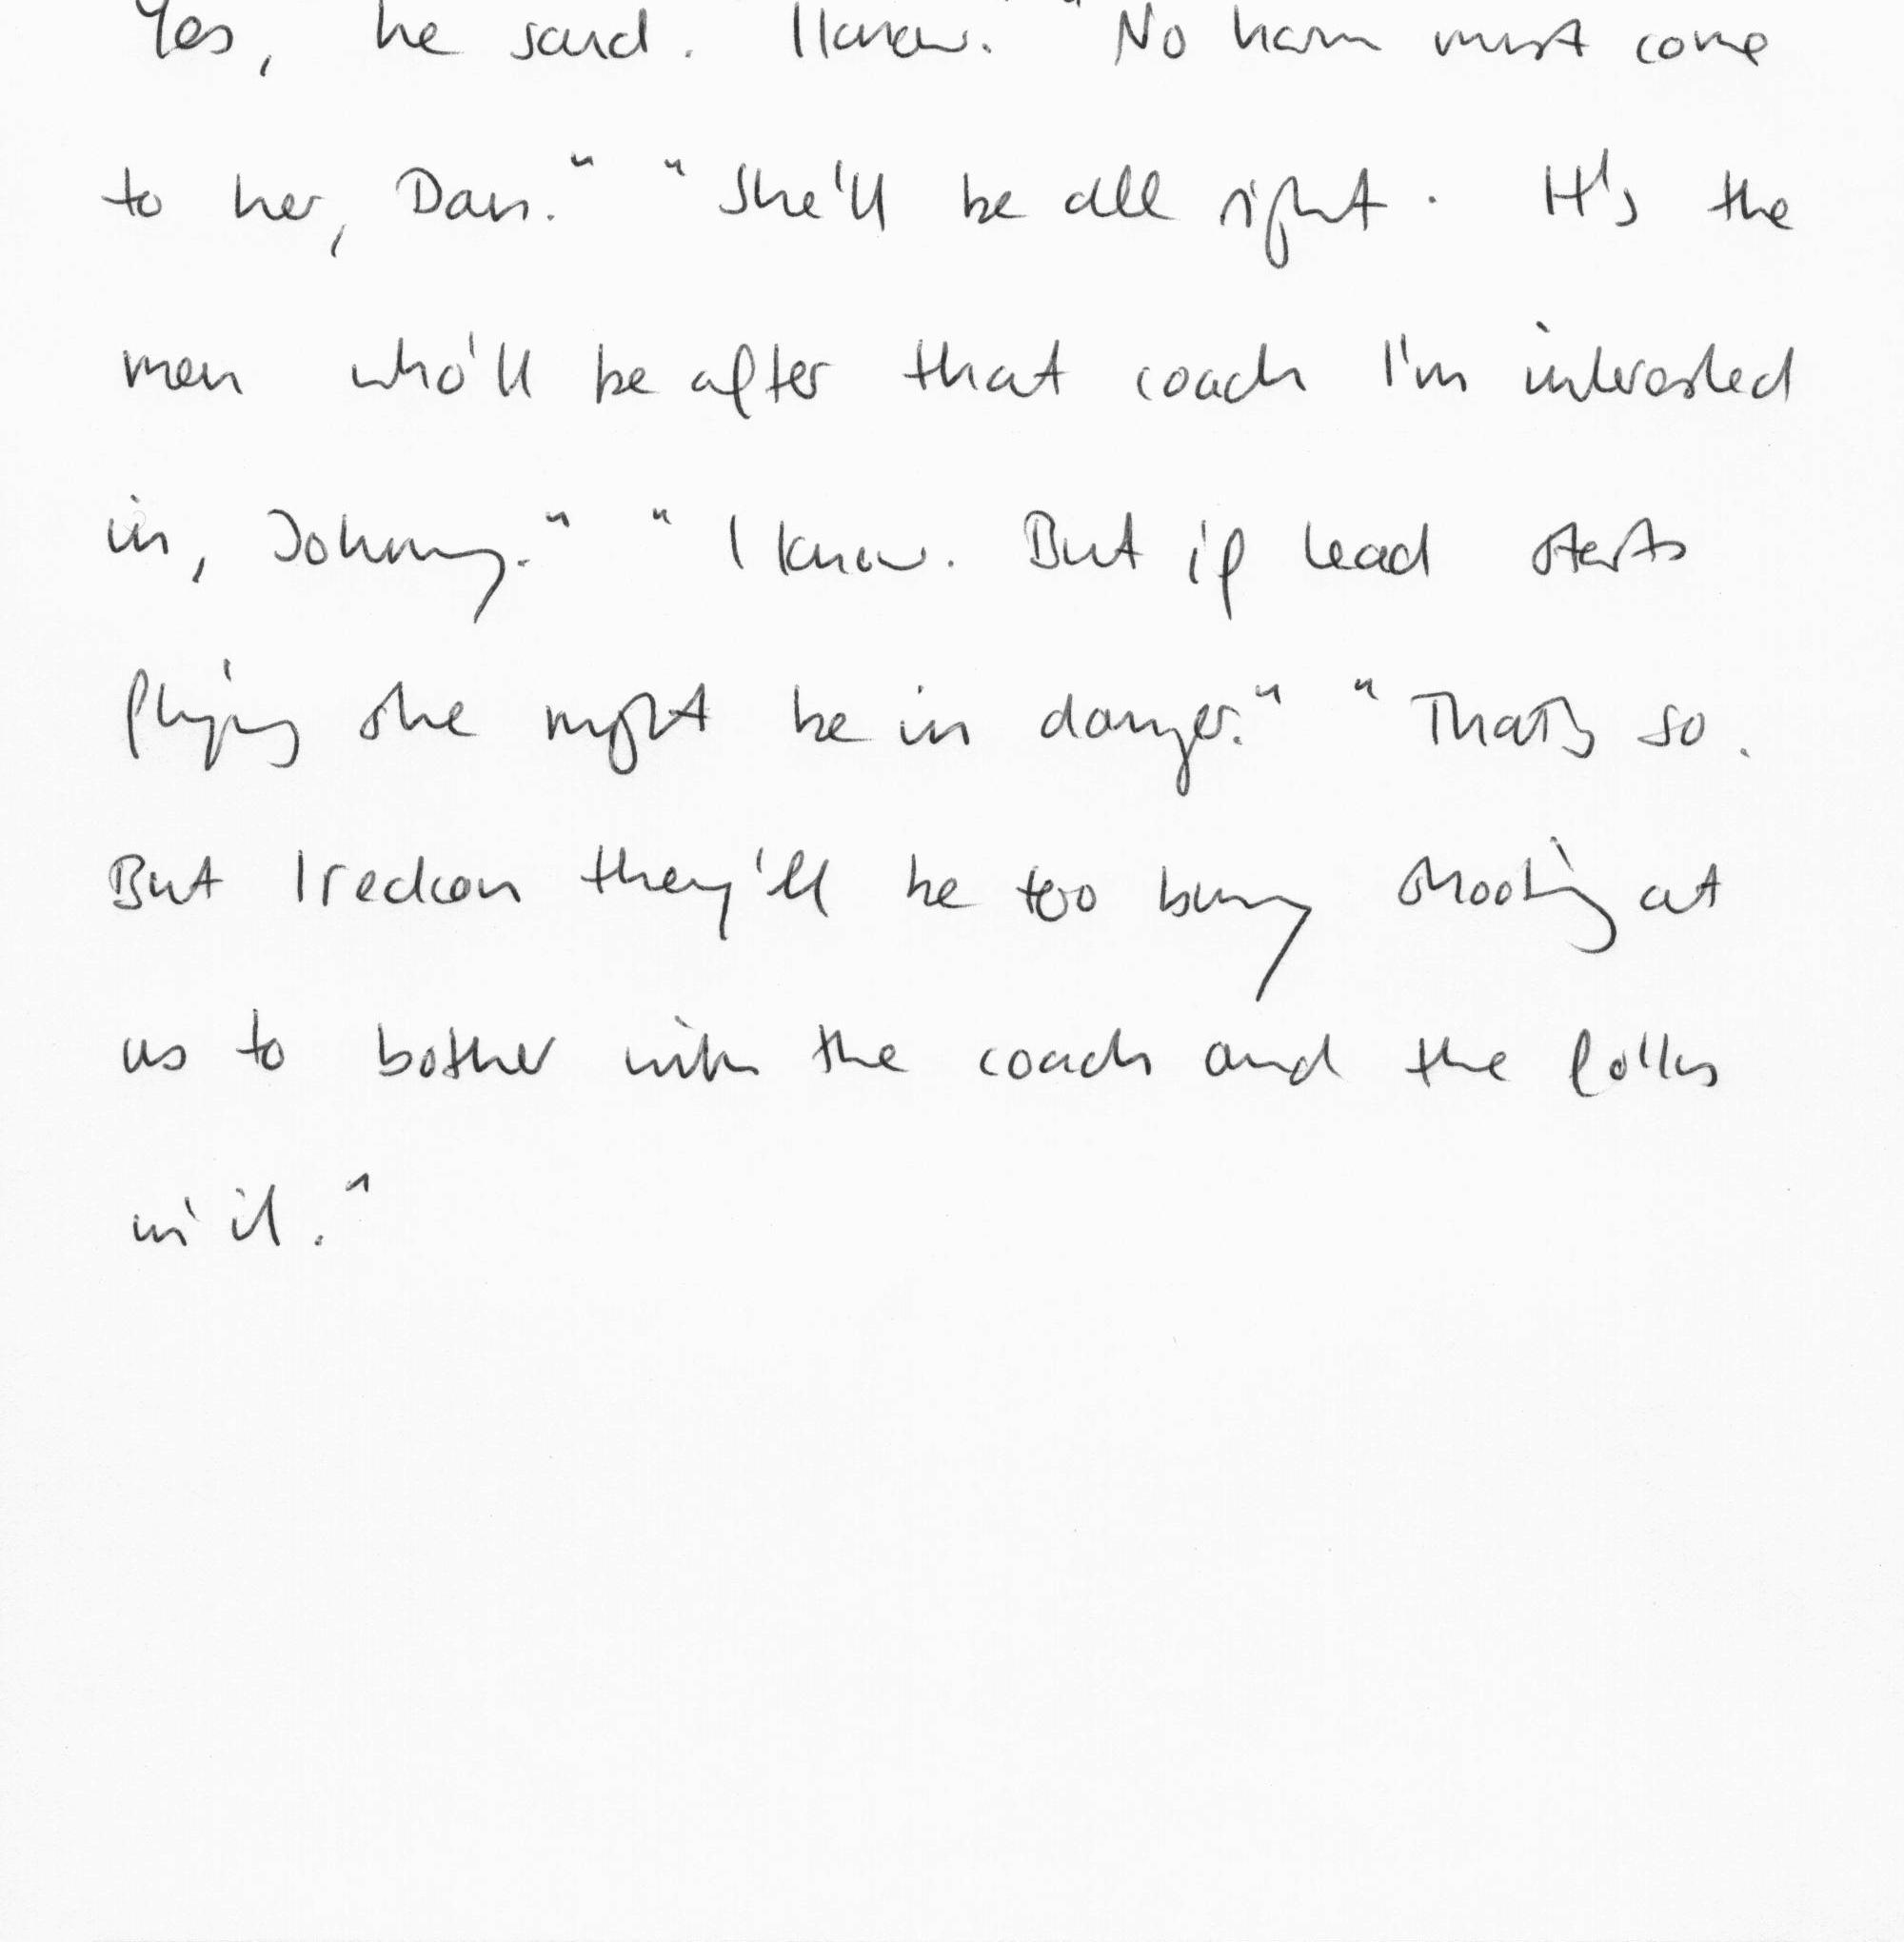 Yes, he said. I know." "No harm must come
to her, Dan." "She'll be all right. It's the
men who'll be after that coach I'm interested
in, Johnny." "I know. But if lead starts
flying she might be in danger." "That's so.
But I reckon they'll be too busy shooting at
us to bother with the coach and the folks
in it."